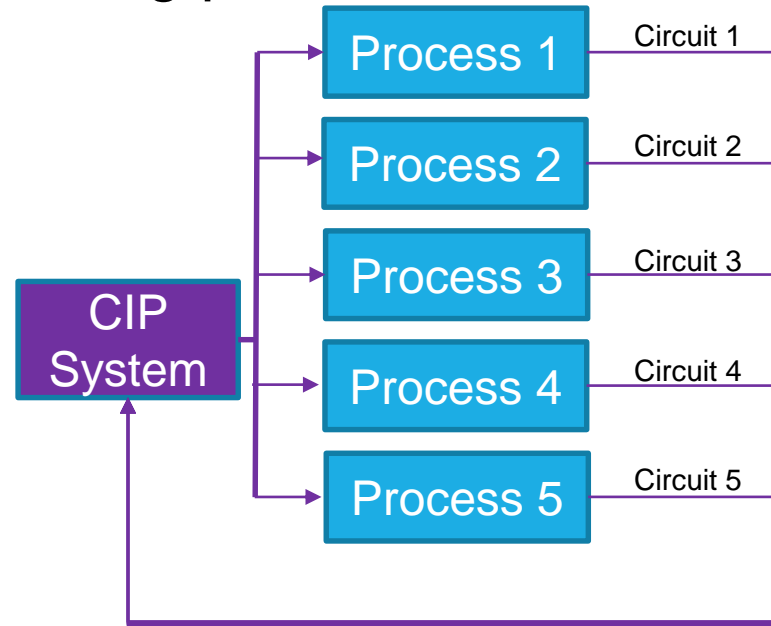 Process 1
Circuit 1
Process 2
Circuit 2
Process 3
Circuit 3
CIP
System
Process 4
Circuit 4
Process 5
Circuit 5